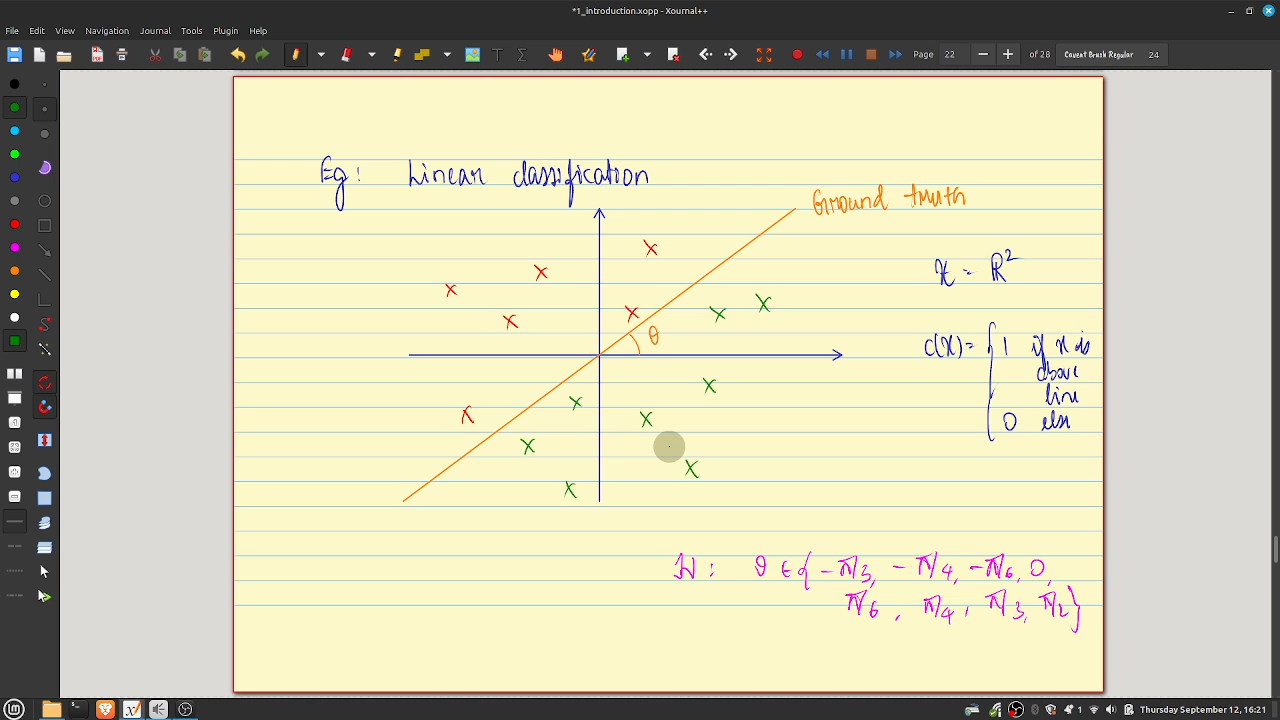 *1_introduction.xopp - Xournal++
File Edit View Navigation Journal Tools Plugin Help
Page 22 of 28 Caveat Brush Regular 24
Eg: Linear classification
Ground truth
θ
X = ℝ²
c(x) = { 1 if x is
above
line
0 else
H : θ ∈ { -π/3, -π/4, -π/6, 0,
π/6, π/4, π/3, π/2 }
1 Thursday September 12, 16:21